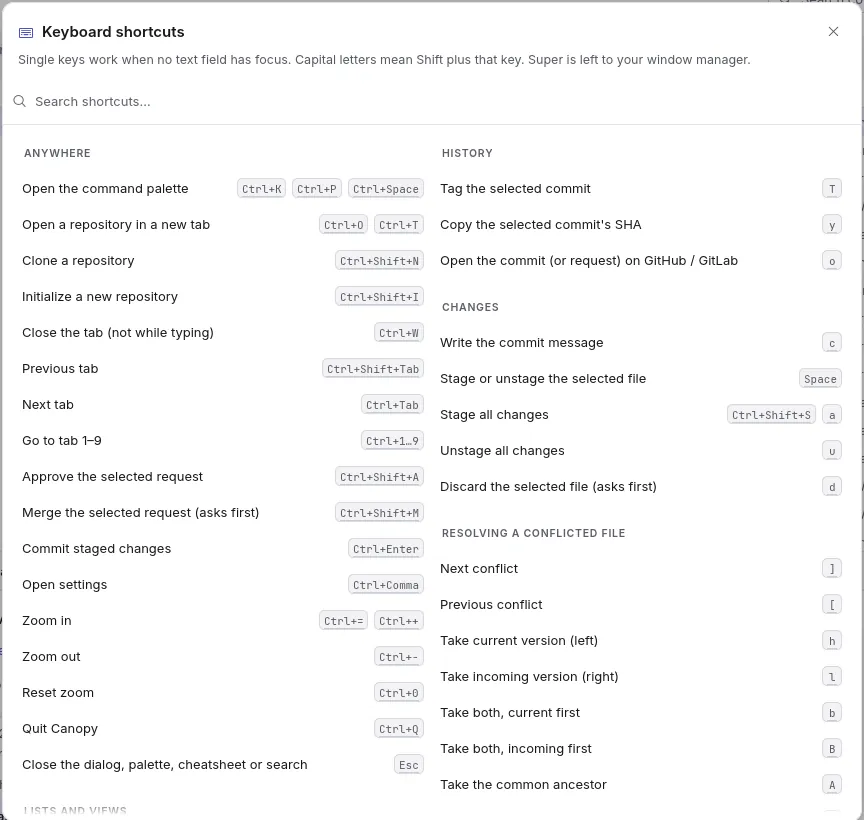 Keyboard shortcuts
Single keys work when no text field has focus. Capital letters mean Shift plus that key. Super is left to your window manager.
Search shortcuts...
ANYWHERE
Open the command palette Ctrl+K Ctrl+P Ctrl+Space
Open a repository in a new tab Ctrl+O Ctrl+T
Clone a repository Ctrl+Shift+N
Initialize a new repository Ctrl+Shift+I
Close the tab (not while typing) Ctrl+W
Previous tab Ctrl+Shift+Tab
Next tab Ctrl+Tab
Go to tab 1–9 Ctrl+1…9
Approve the selected request Ctrl+Shift+A
Merge the selected request (asks first) Ctrl+Shift+M
Commit staged changes Ctrl+Enter
Open settings Ctrl+Comma
Zoom in Ctrl+= Ctrl++
Zoom out Ctrl+-
Reset zoom Ctrl+0
Quit Canopy Ctrl+Q
Close the dialog, palette, cheatsheet or search Esc
LISTS AND VIEWS
HISTORY
Tag the selected commit T
Copy the selected commit's SHA y
Open the commit (or request) on GitHub / GitLab o
CHANGES
Write the commit message c
Stage or unstage the selected file Space
Stage all changes Ctrl+Shift+S a
Unstage all changes u
Discard the selected file (asks first) d
RESOLVING A CONFLICTED FILE
Next conflict ]
Previous conflict [
Take current version (left) h
Take incoming version (right) l
Take both, current first b
Take both, incoming first B
Take the common ancestor A